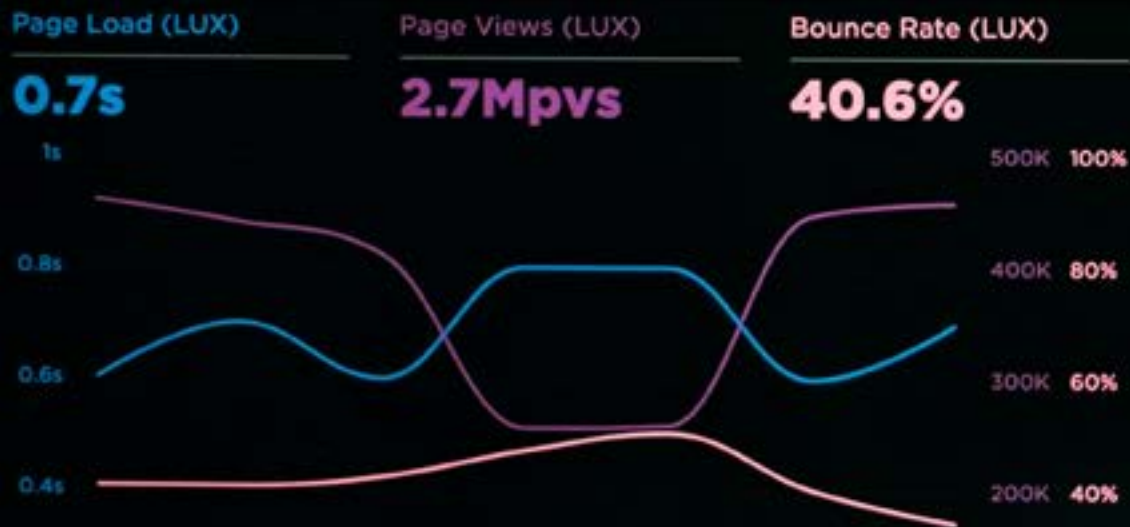 Page Load (LUX)
Page Views (LUX)
Bounce Rate (LUX)
0.7s
2.7Mpvs
40.6%
1s
500K 100%
0.8s
400K 80%
0.6s
300K 60%
0.4s
200K 40%